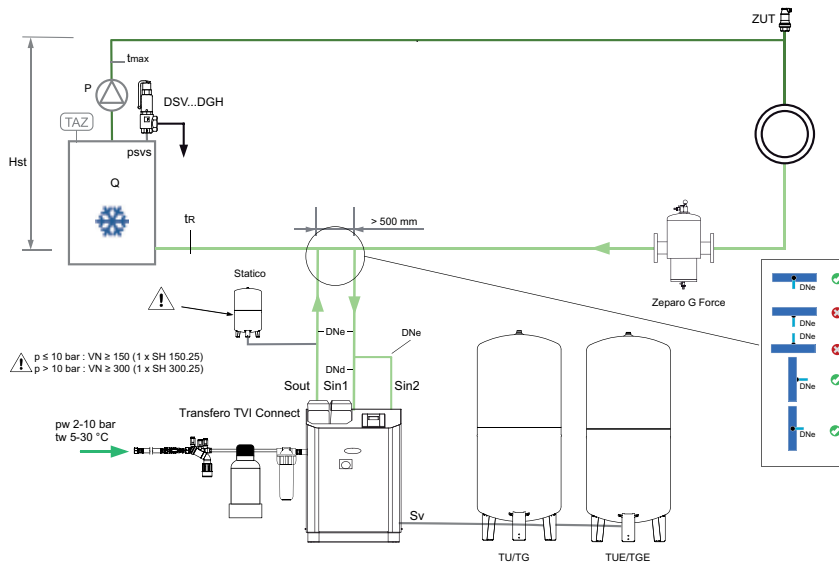 ZUT
tmax
P
DSV...DGH
TAZ
psvs
Hst
Q
tR
> 500 mm
Statico
Zeparo G Force
DNe
DNe
DNe
DNe
DNe
DNe
DNd
p ≤ 10 bar : VN ≥ 150 (1 x SH 150.25)
p > 10 bar : VN ≥ 300 (1 x SH 300.25)
Sout
Sin1
Sin2
Transfero TVI Connect
pw 2-10 bar
tw 5-30 °C
Sv
TU/TG
TUE/TGE
!
!